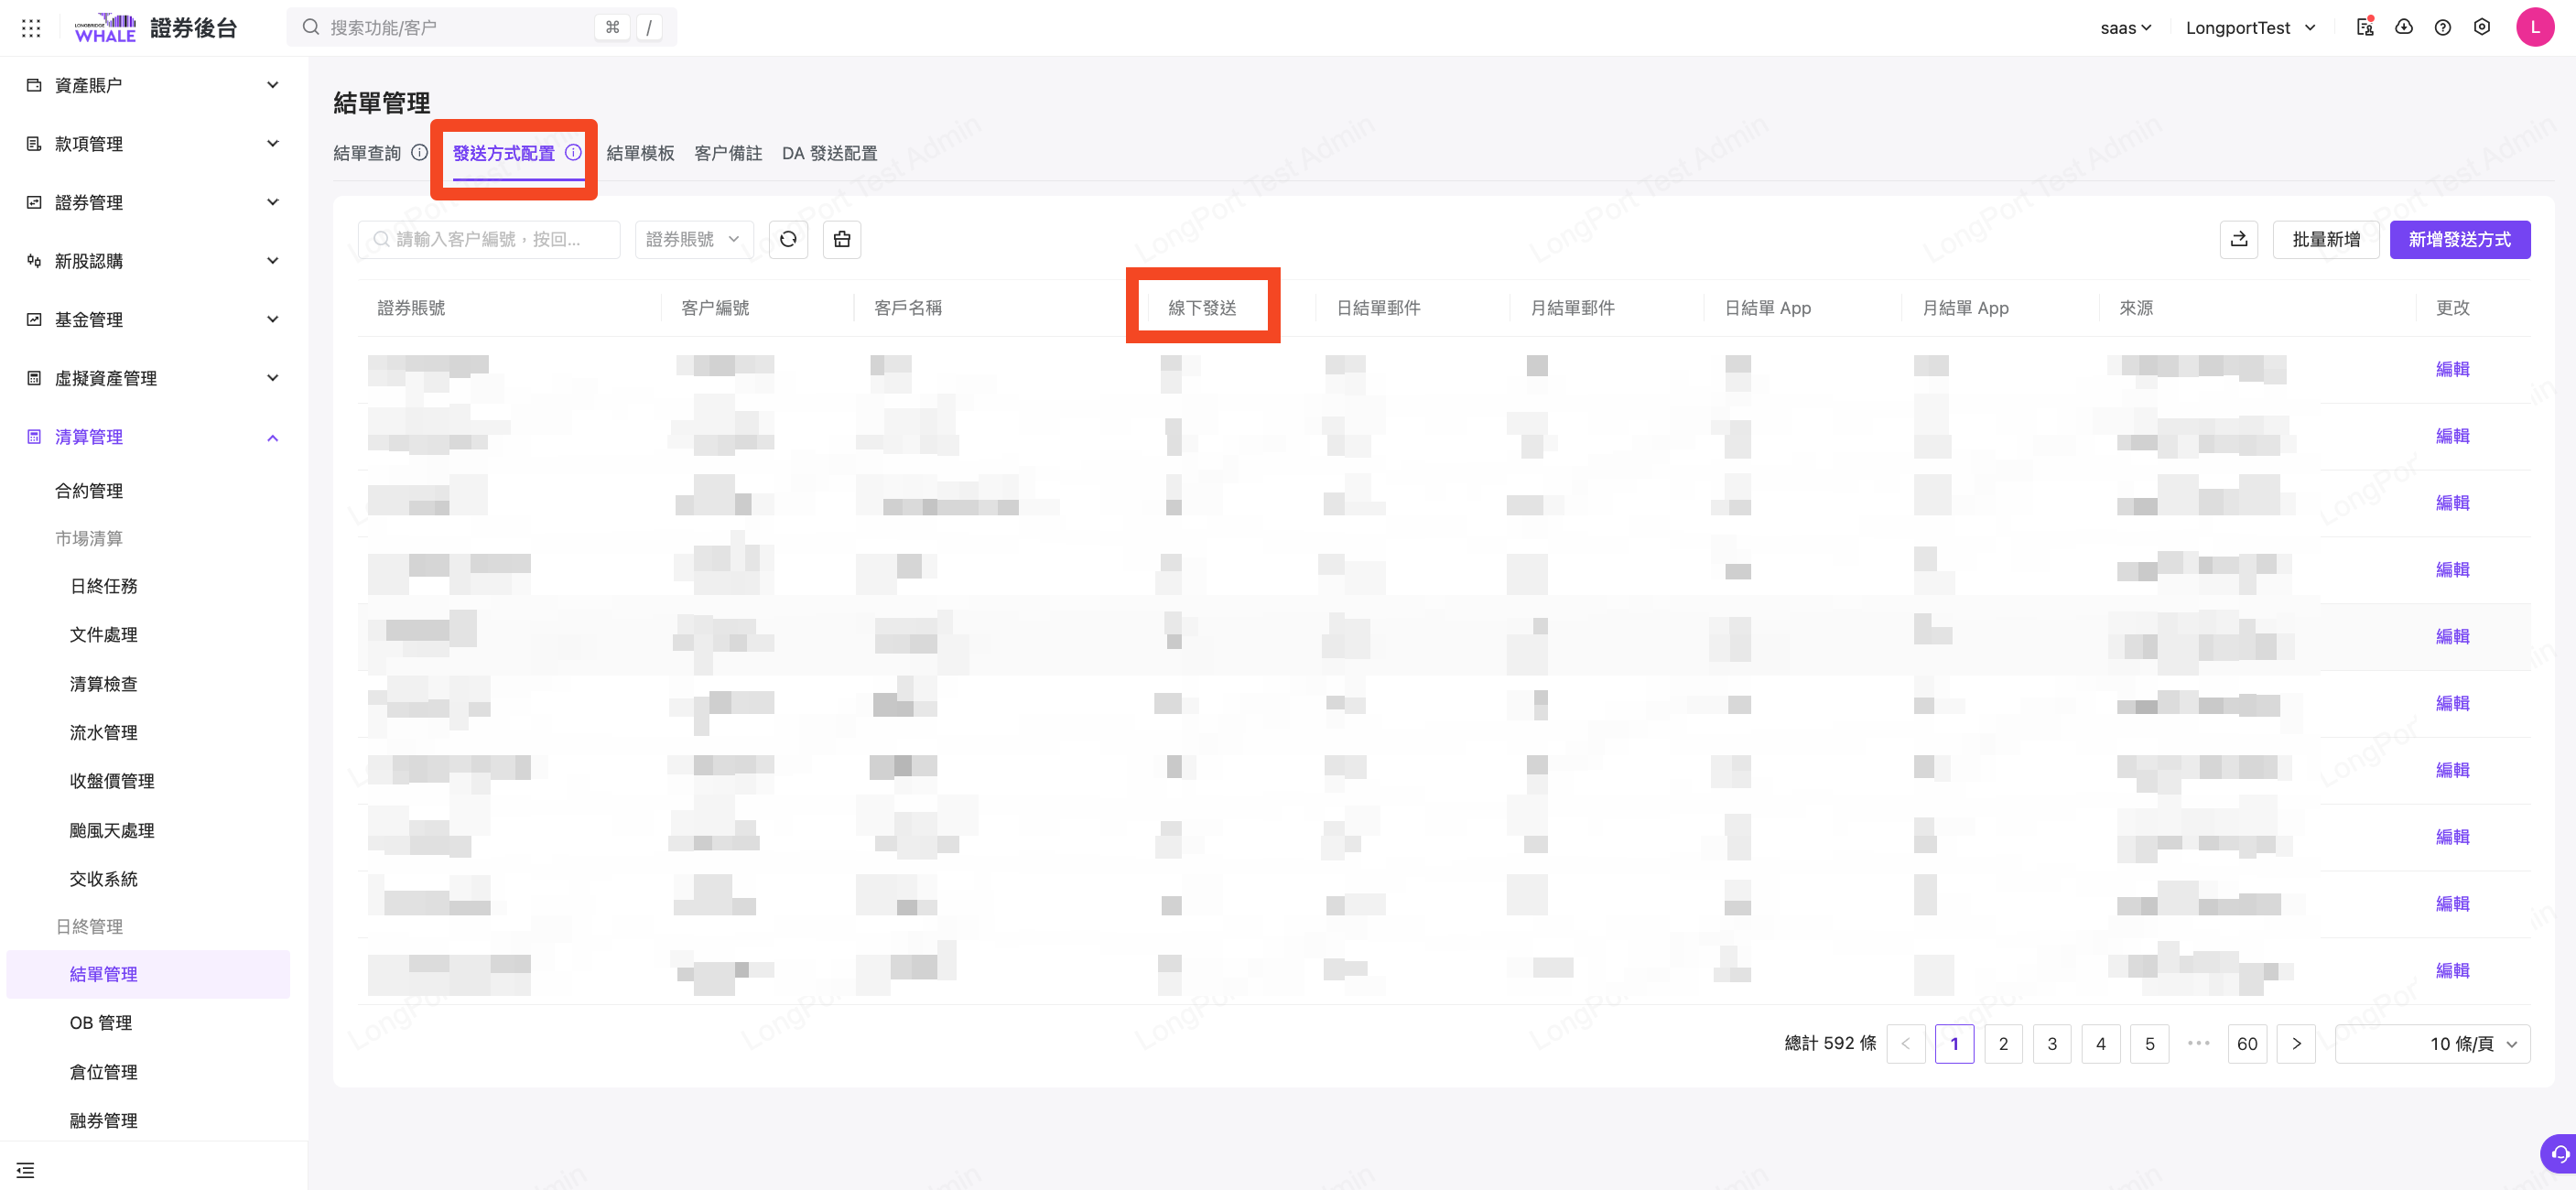 LONGBRIDGE
WHALE
證券後台
搜索功能/客户
⌘ /
saas
LongportTest
L
資產賬户
款項管理
證券管理
新股認購
基金管理
虛擬資產管理
清算管理
合約管理
市場清算
日終任務
文件處理
清算檢查
流水管理
收盤價管理
颱風天處理
交收系統
日終管理
結單管理
OB 管理
倉位管理
融券管理
結單管理
結單查詢 發送方式配置 結單模板 客户備註 DA 發送配置
請輸入客户編號，按回...
證券賬號
批量新增
新增發送方式
證券賬號 客户編號 客戶名稱 線下發送 日結單郵件 月結單郵件 日結單 App 月結單 App 來源 更改
編輯
編輯
編輯
編輯
編輯
編輯
編輯
編輯
編輯
編輯
總計 592 條 < 1 2 3 4 5 ••• 60 > 10 條/頁
LongPort Test Admin